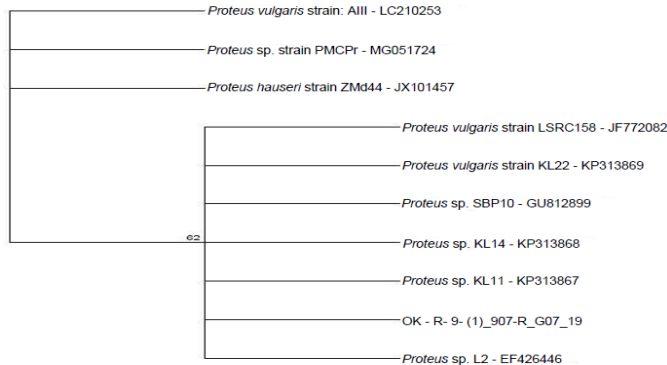 Proteus vulgaris strain: AIII - LC210253
Proteus sp. strain PMCPr - MG051724
Proteus hauseri strain ZMd44 - JX101457
Proteus vulgaris strain LSRC158 - JF772082
Proteus vulgaris strain KL22 - KP313869
Proteus sp. SBP10 - GU812899
62
Proteus sp. KL14 - KP313868
Proteus sp. KL11 - KP313867
OK - R- 9- (1)_907-R_G07_19
Proteus sp. L2 - EF426446